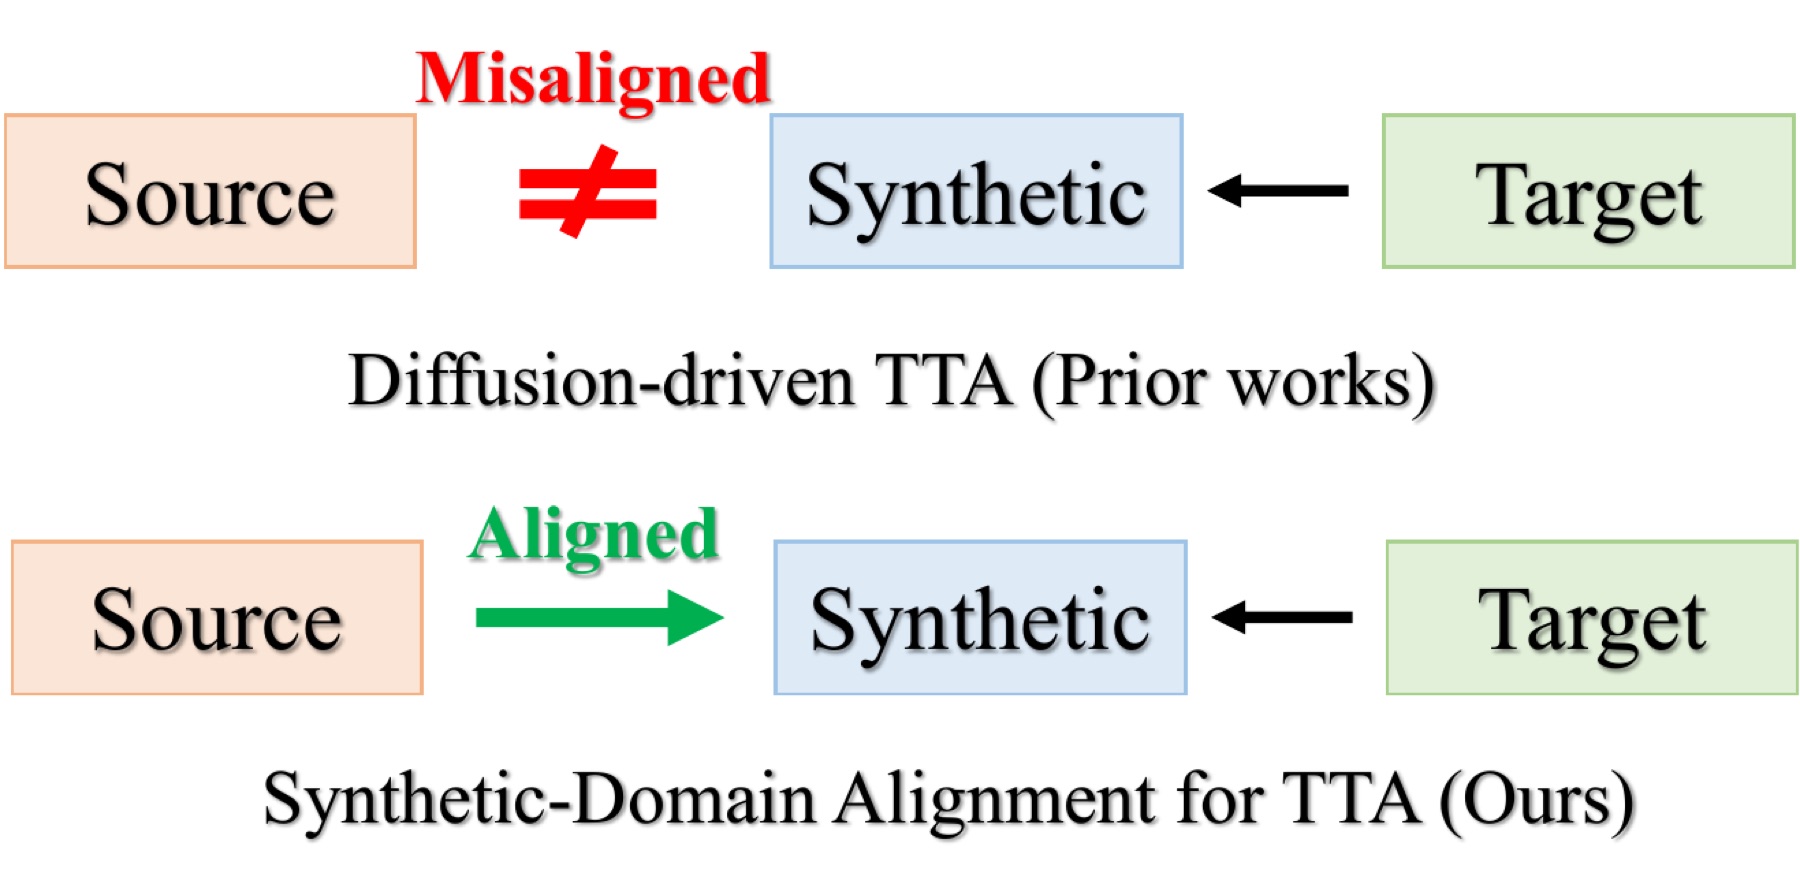 Misaligned
Source ≠ Synthetic Target
Diffusion-driven TTA (Prior works)
Aligned
Source Synthetic Target
Synthetic-Domain Alignment for TTA (Ours)